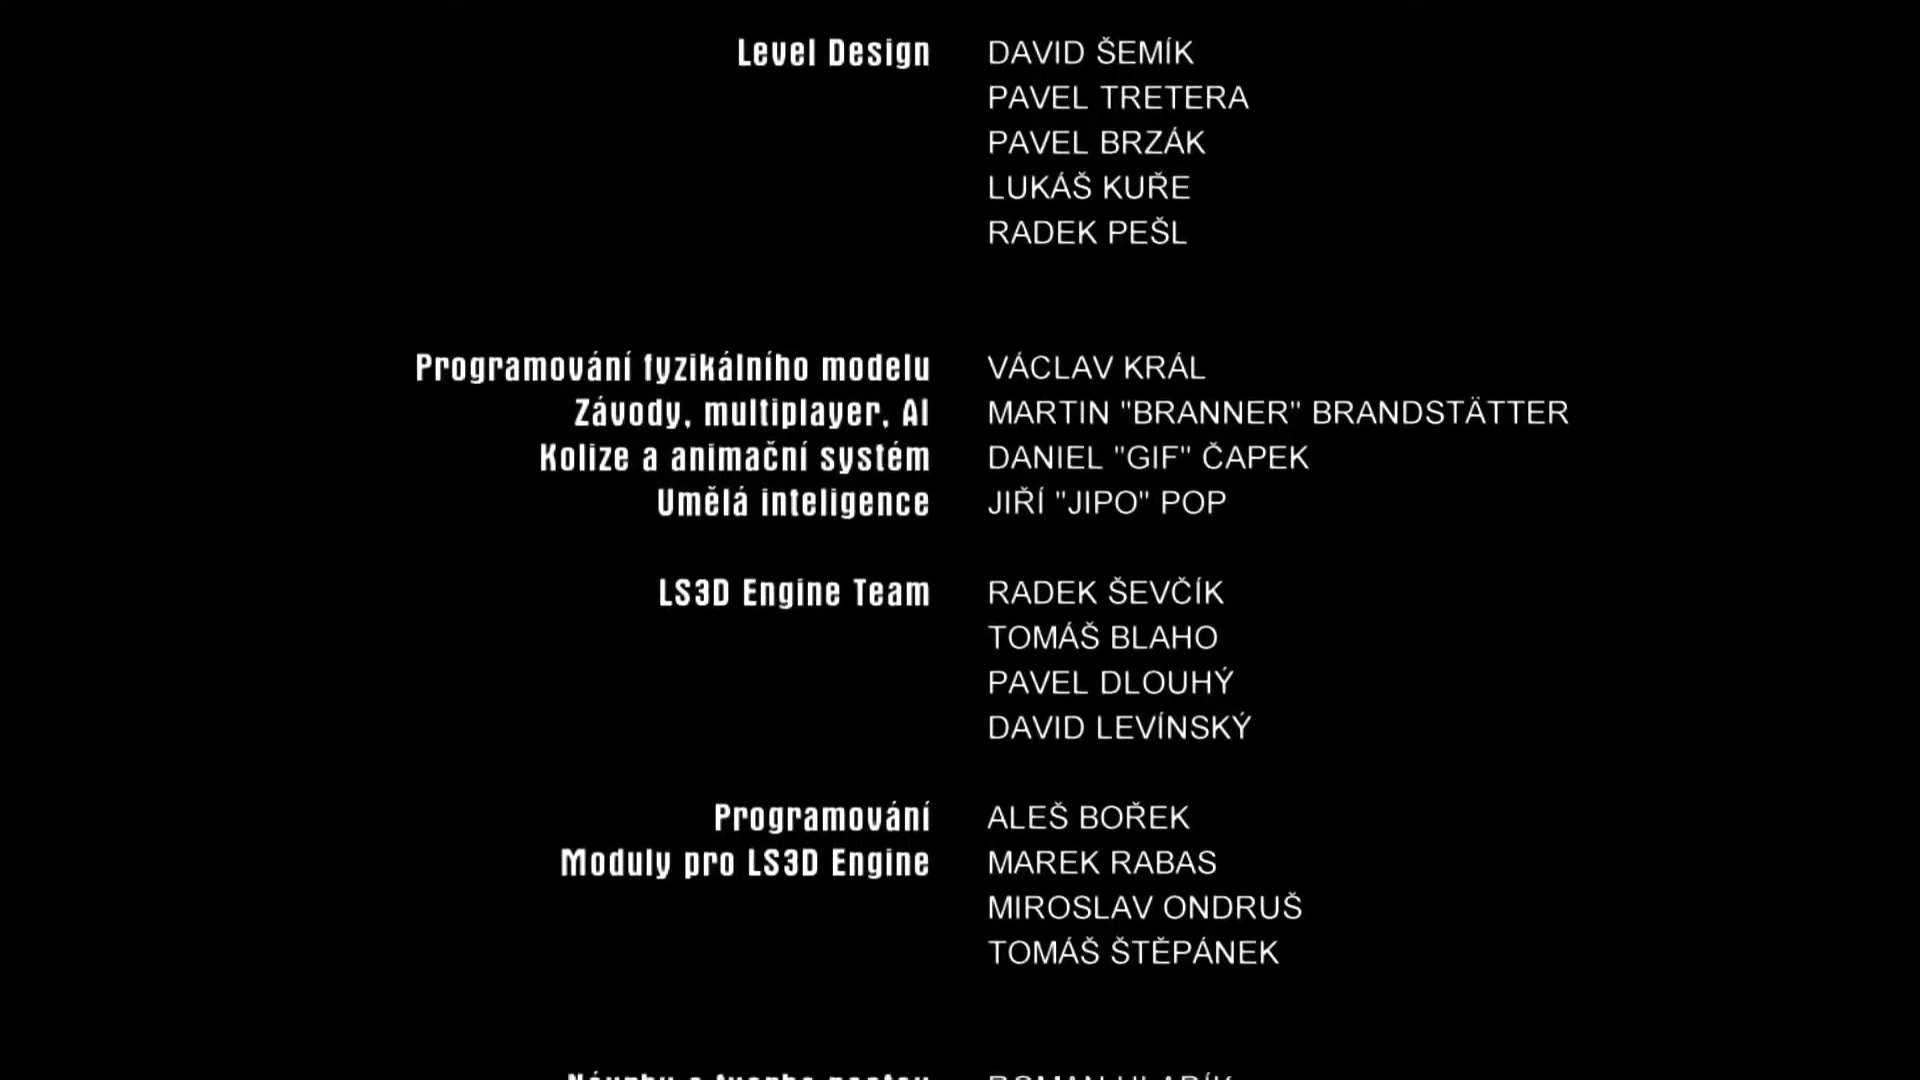 Level Design DAVID ŠEMÍK
PAVEL TRETERA
PAVEL BRZÁK
LUKÁŠ KUŘE
RADEK PEŠL
Programování fyzikálního modelu VÁCLAV KRÁL
Závody, multiplayer, AI MARTIN "BRANNER" BRANDSTÄTTER
Kolize a animační systém DANIEL "GIF" ČAPEK
Umělá inteligence JIŘÍ "JIPO" POP
LS3D Engine Team RADEK ŠEVČÍK
TOMÁŠ BLAHO
PAVEL DLOUHÝ
DAVID LEVÍNSKÝ
Programování ALEŠ BOŘEK
Moduly pro LS3D Engine MAREK RABAS
MIROSLAV ONDRUŠ
TOMÁŠ ŠTĚPÁNEK